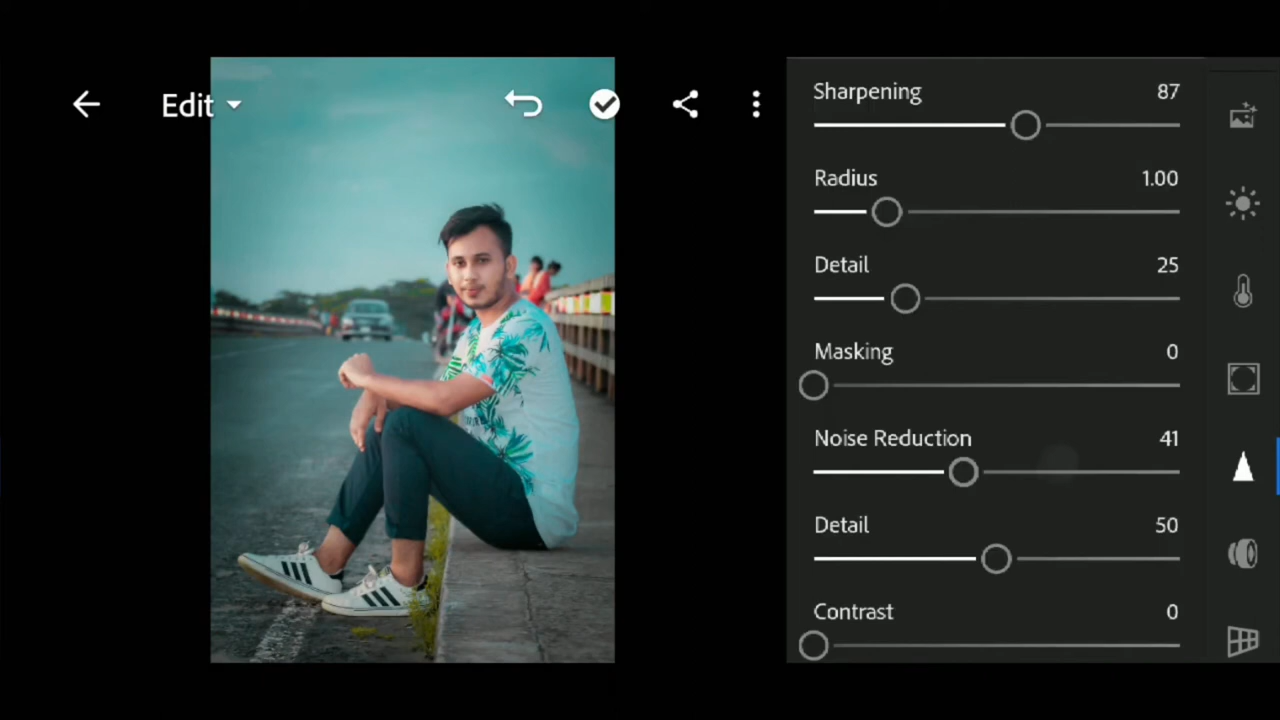 Edit
Sharpening 87
Radius 1.00
Detail 25
Masking 0
Noise Reduction 41
Detail 50
Contrast 0